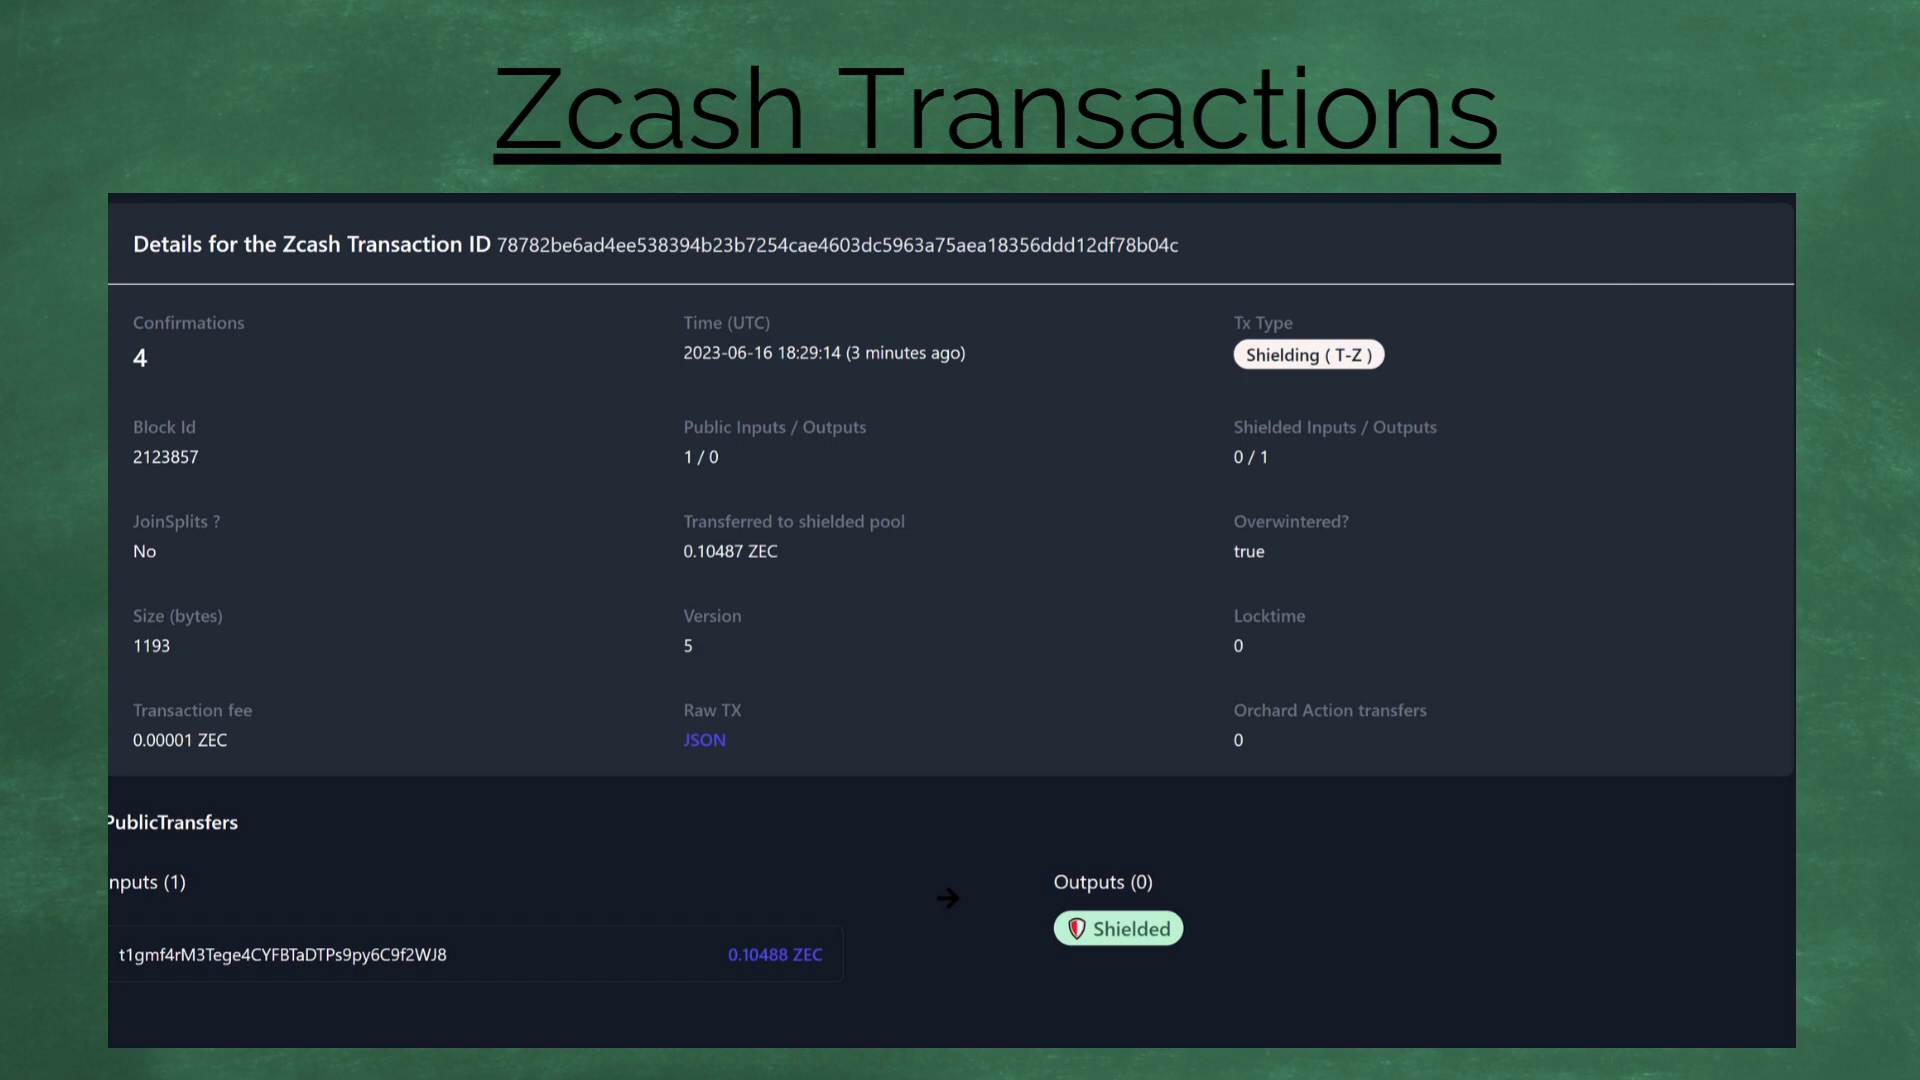 Zcash Transactions
Details for the Zcash Transaction ID 78782be6ad4ee538394b23b7254cae4603dc5963a75aea18356ddd12df78b04c
Confirmations
4
Time (UTC)
2023-06-16 18:29:14 (3 minutes ago)
Tx Type
Shielding ( T-Z )
Block Id
2123857
Public Inputs / Outputs
1 / 0
Shielded Inputs / Outputs
0 / 1
JoinSplits ?
No
Transferred to shielded pool
0.10487 ZEC
Overwintered?
true
Size (bytes)
1193
Version
5
Locktime
0
Transaction fee
0.00001 ZEC
Raw TX
JSON
Orchard Action transfers
0
PublicTransfers
nputs (1)
t1gmf4rM3Tege4CYFBTaDTPs9py6C9f2WJ8
0.10488 ZEC
Outputs (0)
Shielded